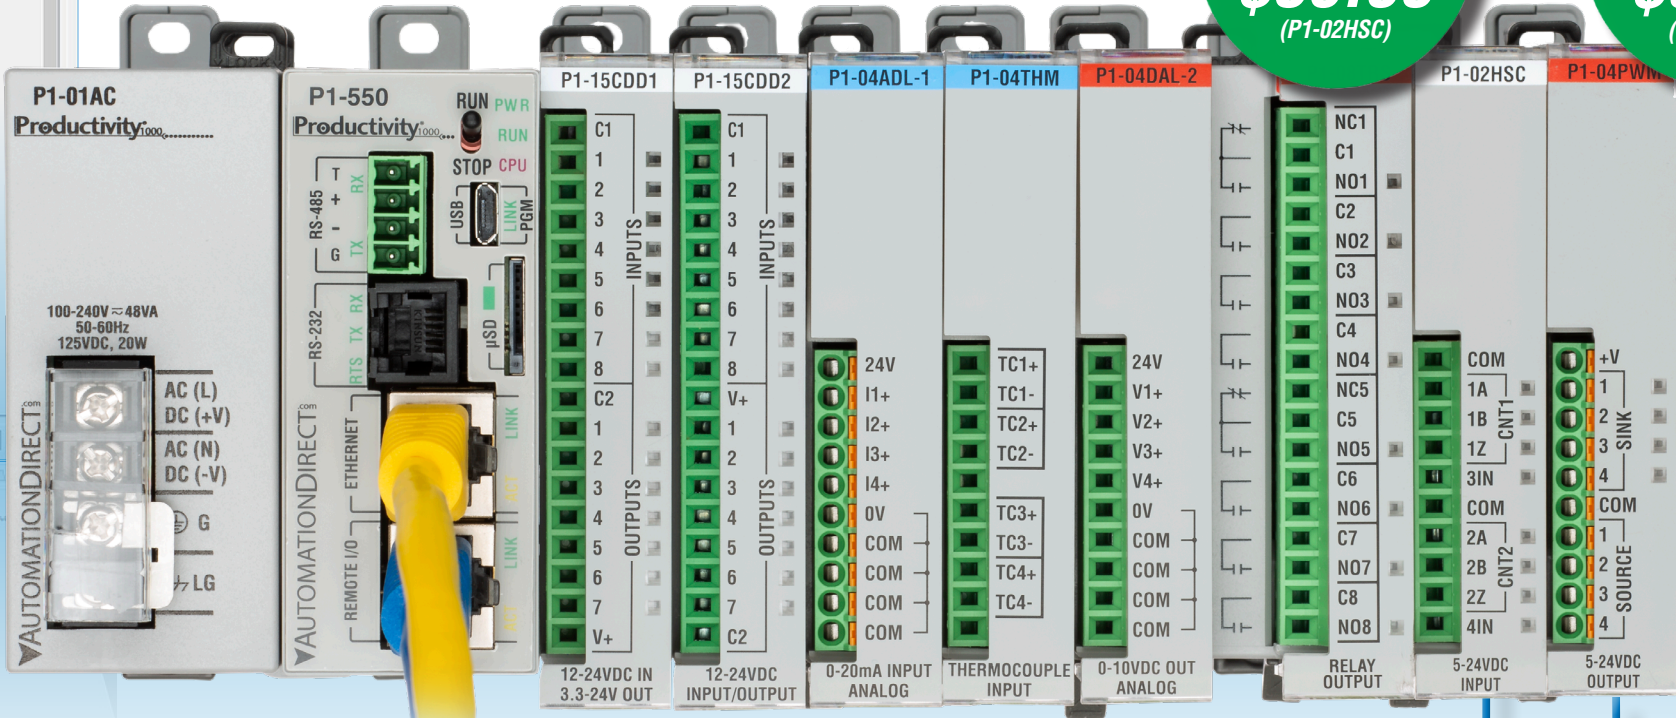 (P1-02HSC)
P1-01AC
Productivity1000
100-240V ≂ 48VA
50-60Hz
125VDC, 20W
AC (L)
DC (+V)
AC (N)
DC (-V)
G
LG
AUTOMATIONDIRECT.com
P1-550
Productivity1000
RUN
STOP
PWR
RUN
CPU
RS-485
T
+
-
G
RX
TX
USB
LINK
PGM
RS-232
RX
TX
RTS
µSD
AUTOMATIONDIRECT.com
ETHERNET
LINK
REMOTE I/O
LINK
P1-15CDD1
C1
1
2
3
4
5
6
7
8
INPUTS
C2
1
2
3
4
5
6
7
OUTPUTS
V+
12-24VDC IN
3.3-24V OUT
P1-15CDD2
C1
1
2
3
4
5
6
7
8
INPUTS
V+
1
2
3
4
5
6
7
OUTPUTS
C2
12-24VDC
INPUT/OUTPUT
P1-04ADL-1
24V
I1+
I2+
I3+
I4+
0V
COM
COM
COM
COM
0-20mA INPUT
ANALOG
P1-04THM
TC1+
TC1-
TC2+
TC2-
TC3+
TC3-
TC4+
TC4-
THERMOCOUPLE
INPUT
P1-04DAL-2
24V
V1+
V2+
V3+
V4+
0V
COM
COM
COM
COM
0-10VDC OUT
ANALOG
NC1
C1
NO1
C2
NO2
C3
NO3
C4
NO4
NC5
C5
NO5
C6
NO6
C7
NO7
C8
NO8
RELAY
OUTPUT
P1-02HSC
COM
1A
1B
1Z
CNT1
3IN
COM
2A
2B
2Z
CNT2
4IN
5-24VDC
INPUT
P1-04PWM
+V
1
2
3
4
SINK
COM
1
2
3
4
SOURCE
5-24VDC
OUTPUT